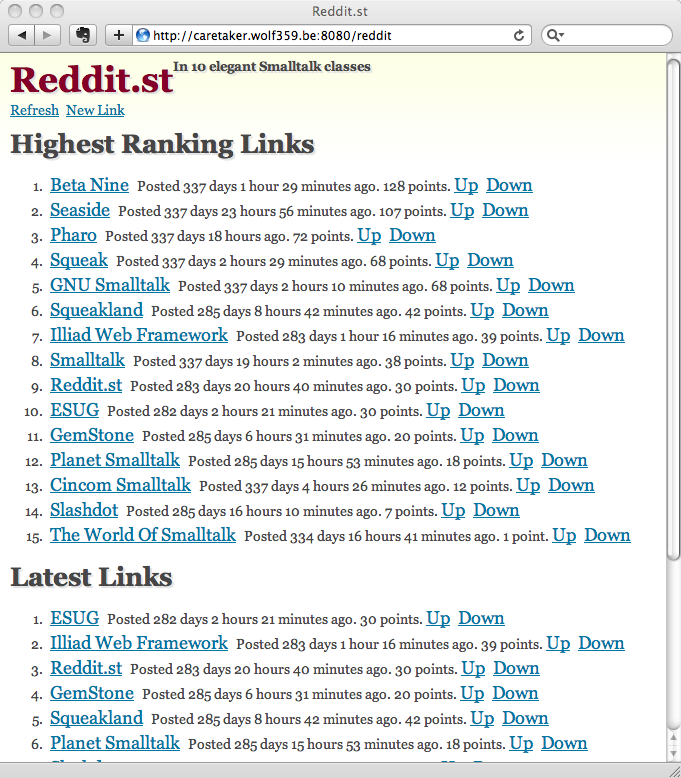 Reddit.st
http://caretaker.wolf359.be:8080/reddit
Reddit.st In 10 elegant Smalltalk classes
Refresh New Link
Highest Ranking Links
1. Beta Nine Posted 337 days 1 hour 29 minutes ago. 128 points. Up Down
2. Seaside Posted 337 days 23 hours 56 minutes ago. 107 points. Up Down
3. Pharo Posted 337 days 18 hours ago. 72 points. Up Down
4. Squeak Posted 337 days 2 hours 29 minutes ago. 68 points. Up Down
5. GNU Smalltalk Posted 337 days 2 hours 10 minutes ago. 68 points. Up Down
6. Squeakland Posted 285 days 8 hours 42 minutes ago. 42 points. Up Down
7. Illiad Web Framework Posted 283 days 1 hour 16 minutes ago. 39 points. Up Down
8. Smalltalk Posted 337 days 19 hours 2 minutes ago. 38 points. Up Down
9. Reddit.st Posted 283 days 20 hours 40 minutes ago. 30 points. Up Down
10. ESUG Posted 282 days 2 hours 21 minutes ago. 30 points. Up Down
11. GemStone Posted 285 days 6 hours 31 minutes ago. 20 points. Up Down
12. Planet Smalltalk Posted 285 days 15 hours 53 minutes ago. 18 points. Up Down
13. Cincom Smalltalk Posted 337 days 4 hours 26 minutes ago. 12 points. Up Down
14. Slashdot Posted 285 days 16 hours 10 minutes ago. 7 points. Up Down
15. The World Of Smalltalk Posted 334 days 16 hours 41 minutes ago. 1 point. Up Down
Latest Links
1. ESUG Posted 282 days 2 hours 21 minutes ago. 30 points. Up Down
2. Illiad Web Framework Posted 283 days 1 hour 16 minutes ago. 39 points. Up Down
3. Reddit.st Posted 283 days 20 hours 40 minutes ago. 30 points. Up Down
4. GemStone Posted 285 days 6 hours 31 minutes ago. 20 points. Up Down
5. Squeakland Posted 285 days 8 hours 42 minutes ago. 42 points. Up Down
6. Planet Smalltalk Posted 285 days 15 hours 53 minutes ago. 18 points. Up Down